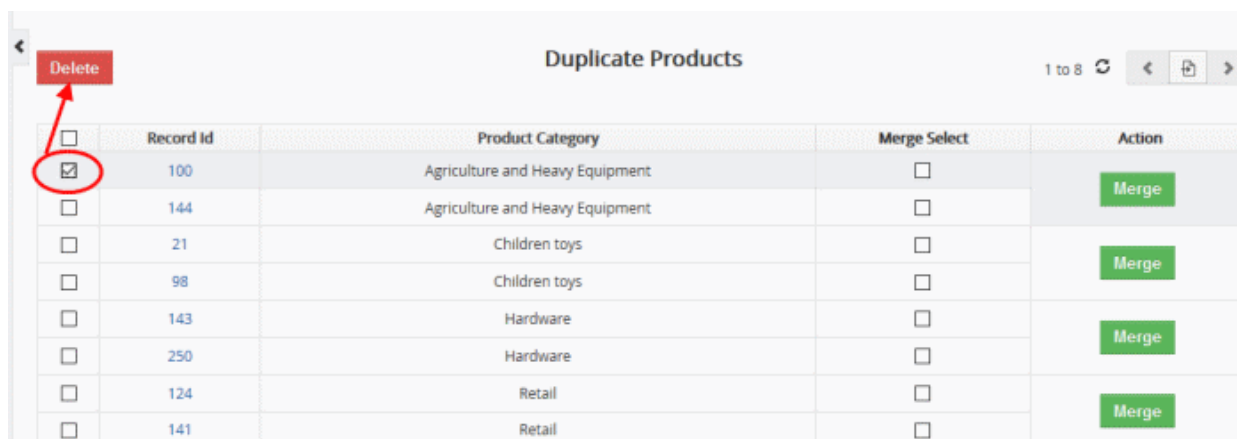 Duplicate Products
Delete
1 to 8
Record Id Product Category Merge Select Action
100 Agriculture and Heavy Equipment
Merge
144 Agriculture and Heavy Equipment
21 Children toys
Merge
98 Children toys
143 Hardware
Merge
250 Hardware
124 Retail
Merge
141 Retail